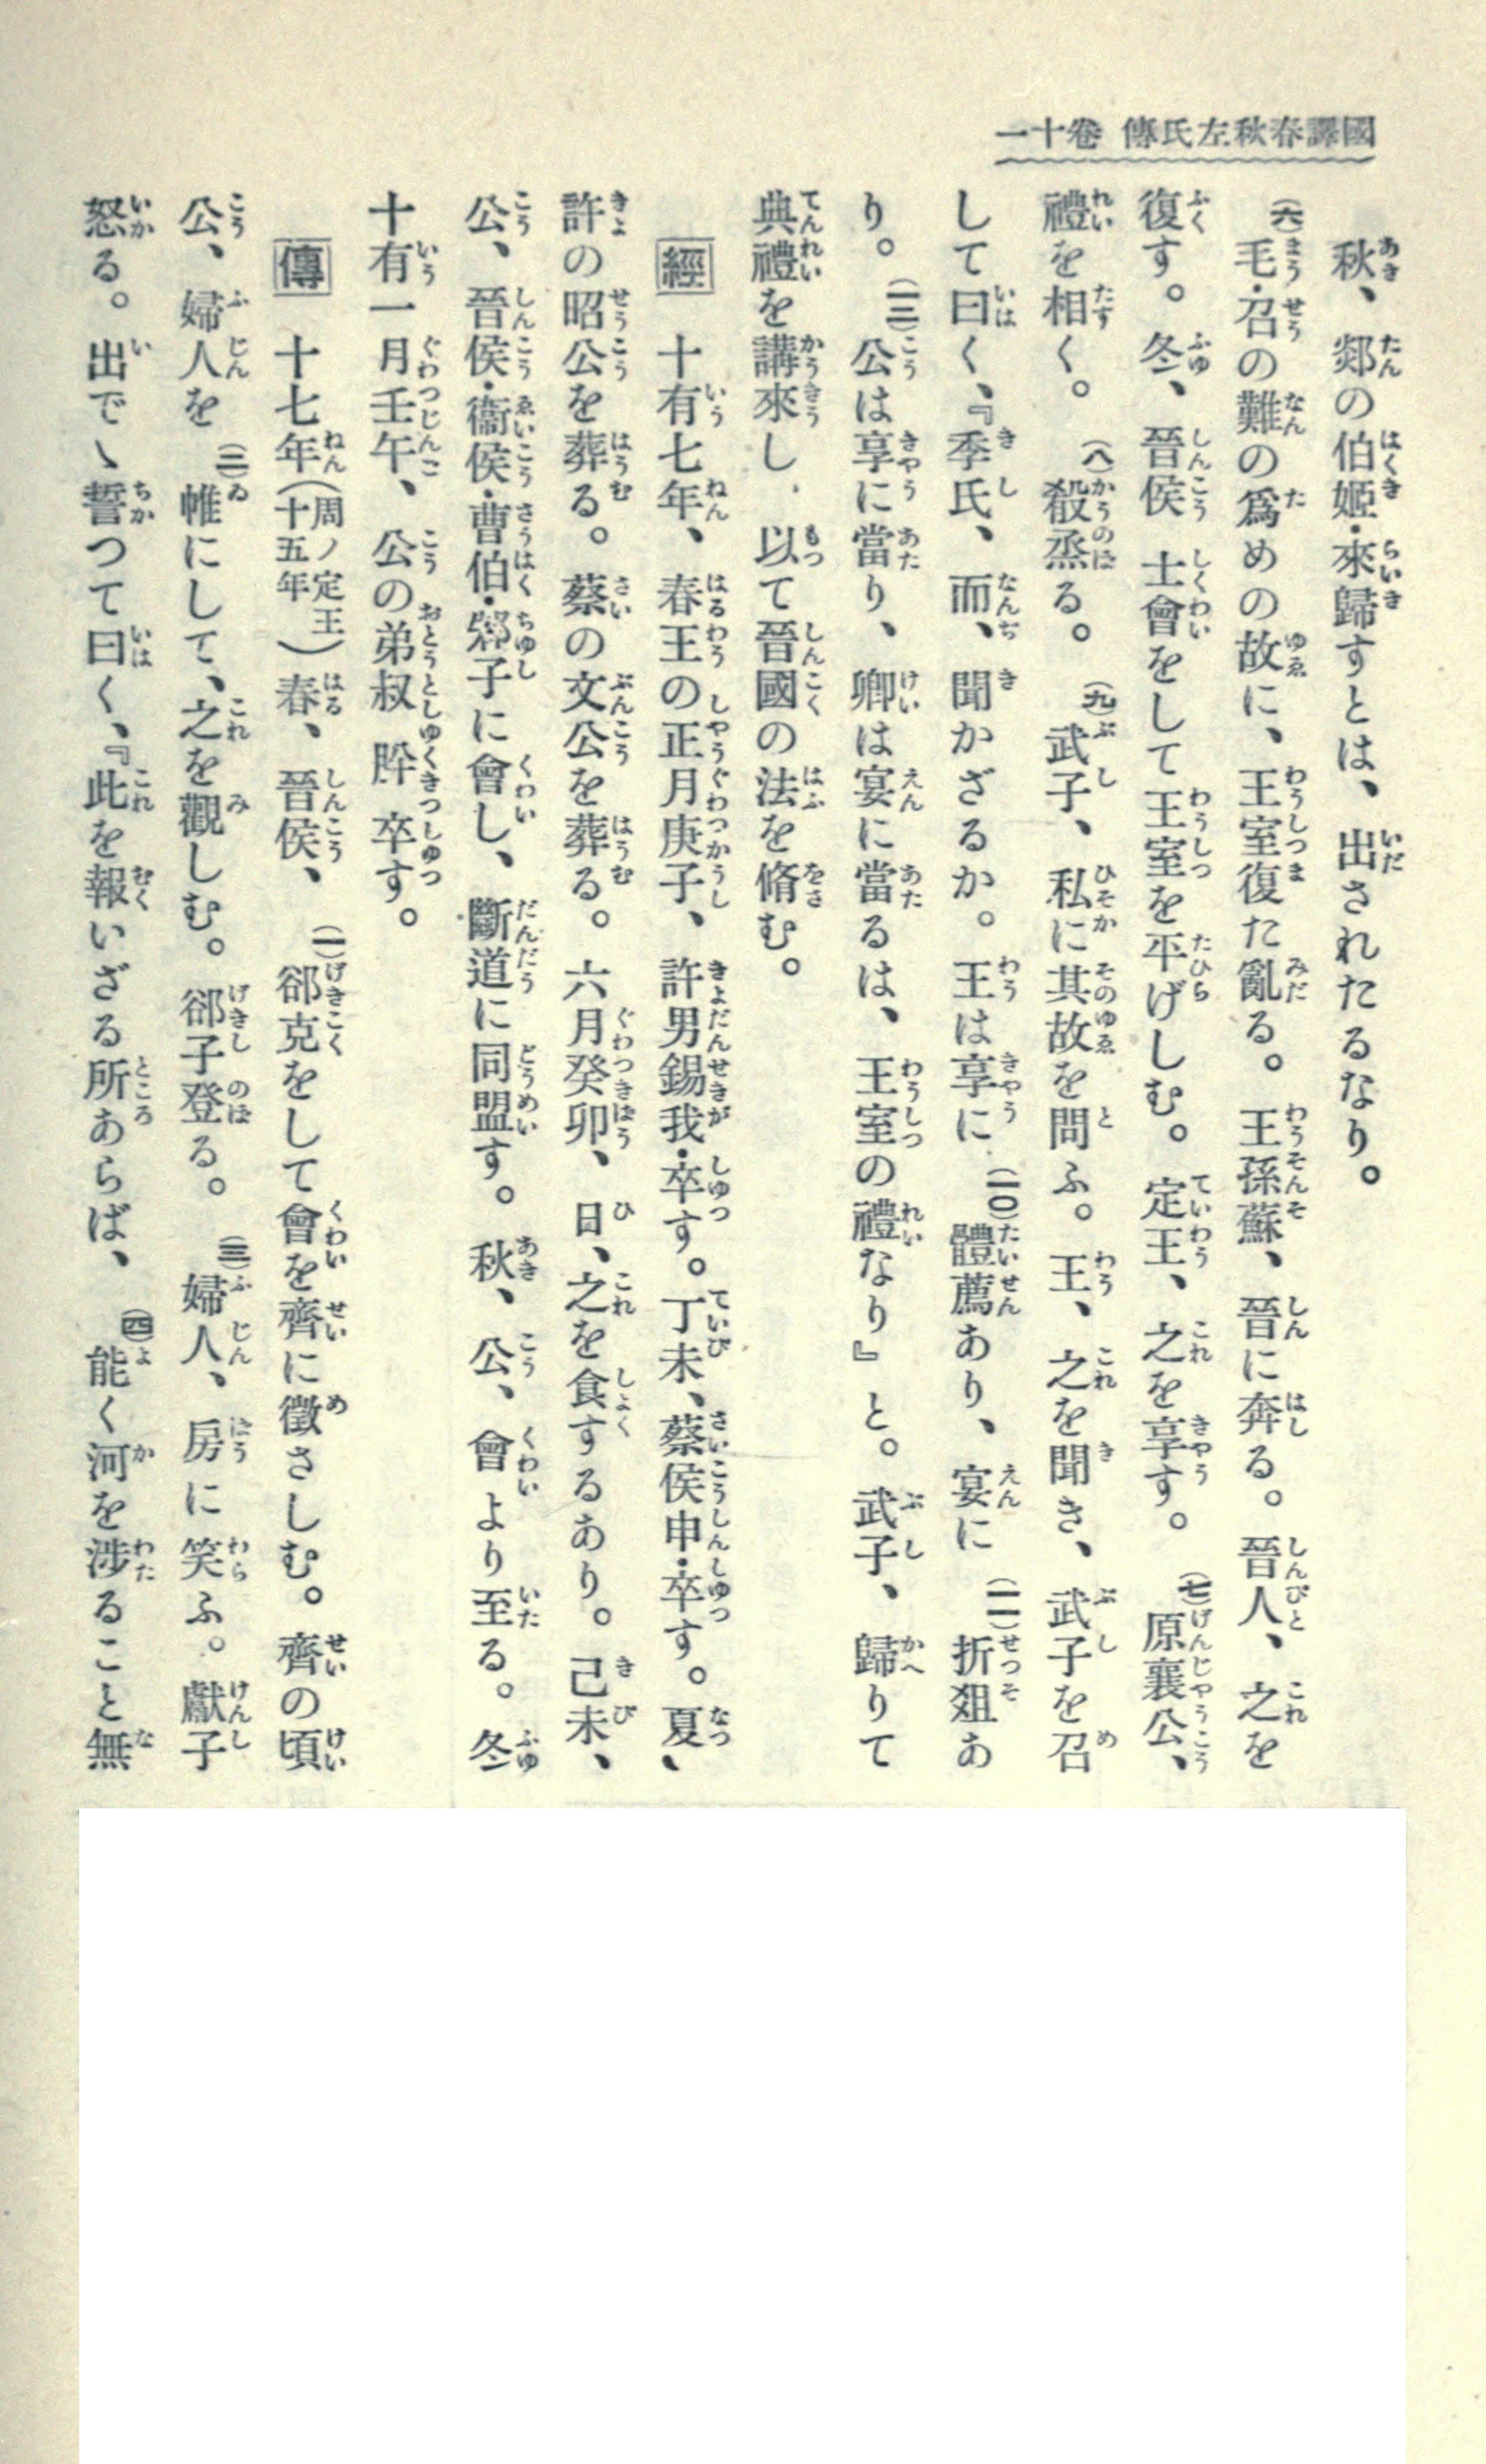 國譯春秋左氏傳 卷十一
秋、郯の伯姬・來歸すとは、出されたるなり。
(六)毛・召の難の爲めの故に、王室復た亂る。王孫蘇、晉に奔る。晉人、之を
復す。冬、晉侯 士會をして王室を平げしむ。定王、之を享す。(七)原襄公、
禮を相く。(八)殽烝る。(九)武子、私に其故を問ふ。王、之を聞き、武子を召
して曰く、『季氏、而、聞かざるか。王は享に(一〇)體薦あり、宴に(一一)折俎あ
り。(一二)公は享に當り、卿は宴に當るは、王室の禮なり』と。武子、歸りて
典禮を講來し、以て晉國の法を脩む。
經 十有七年、春王の正月庚子、許男錫我・卒す。丁未、蔡侯申・卒す。夏、
許の昭公を葬る。蔡の文公を葬る。六月癸卯、日、之を食するあり。己未、
公、晉侯・衞侯・曹伯・邾子に會し、斷道に同盟す。秋、公、會より至る。冬
十有一月壬午、公の弟叔肸 卒す。
傳 十七年(周ノ定王十五年)春、晉侯、(一)郤克をして會を齊に徵さしむ。齊の頃
公、婦人を(二)帷にして、之を觀しむ。郤子登る。(三)婦人、房に笑ふ。獻子
怒る。出でゝ誓つて曰く、『此を報いざる所あらば、(四)能く河を涉ること無